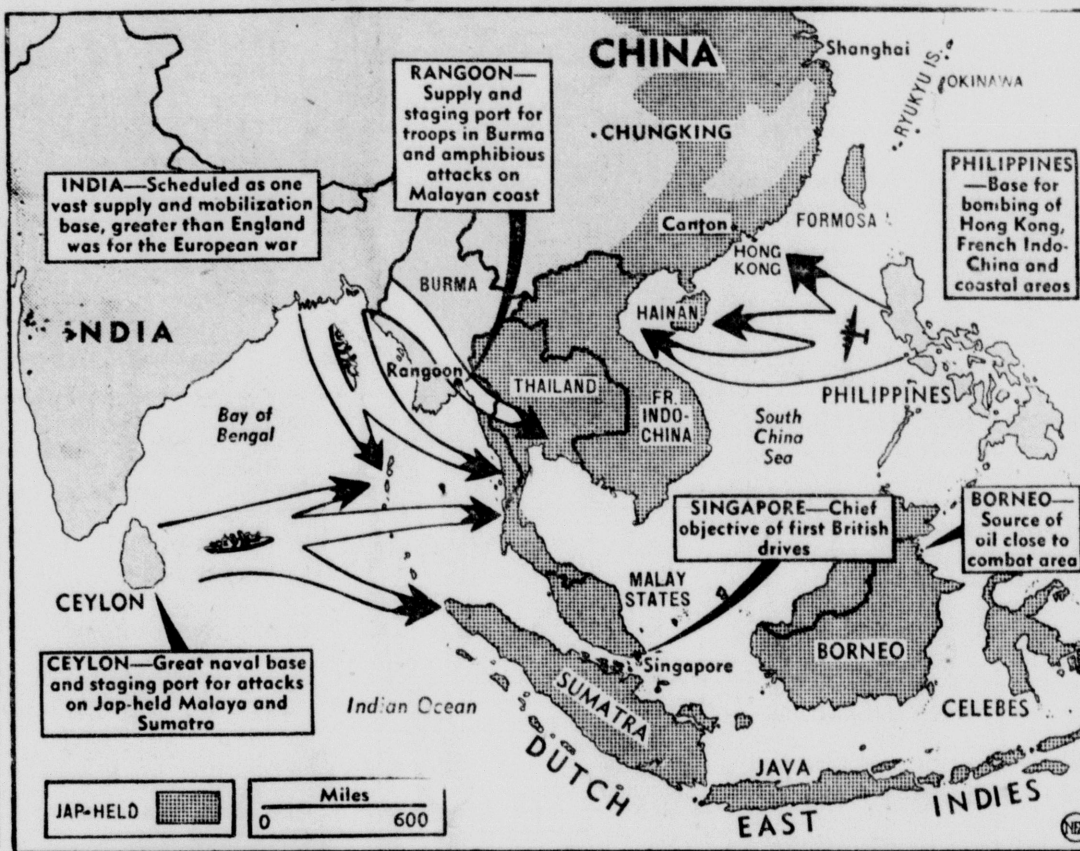 CHINA
Shanghai
RYUKYU IS.
OKINAWA
RANGOON—
Supply and
staging port for
troops in Burma
and amphibious
attacks on
Malayan coast
CHUNGKING
INDIA—Scheduled as one
vast supply and mobilization
base, greater than England
was for the European war
PHILIPPINES
—Base for
bombing of
Hong Kong,
French Indo-
China and
coastal areas
Canton
FORMOSA
HONG
KONG
BURMA
HAINAN
INDIA
Rangoon
THAILAND
FR.
INDO-
CHINA
PHILIPPINES
Bay of
Bengal
South
China
Sea
SINGAPORE—Chief
objective of first British
drives
BORNEO—
Source of
oil close to
combat area
CEYLON
MALAY
STATES
CEYLON—Great naval base
and staging port for attacks
on Jap-held Malaya and
Sumatra
Singapore
BORNEO
SUMATRA
Indian Ocean
CELEBES
DUTCH
JAVA
EAST
INDIES
JAP-HELD
Miles
0 600